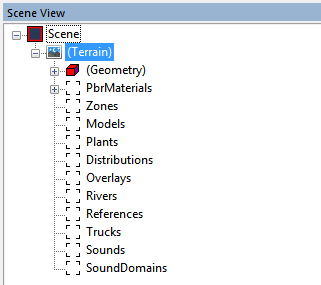 Scene View
Scene
(Terrain)
(Geometry)
PbrMaterials
Zones
Models
Plants
Distributions
Overlays
Rivers
References
Trucks
Sounds
SoundDomains